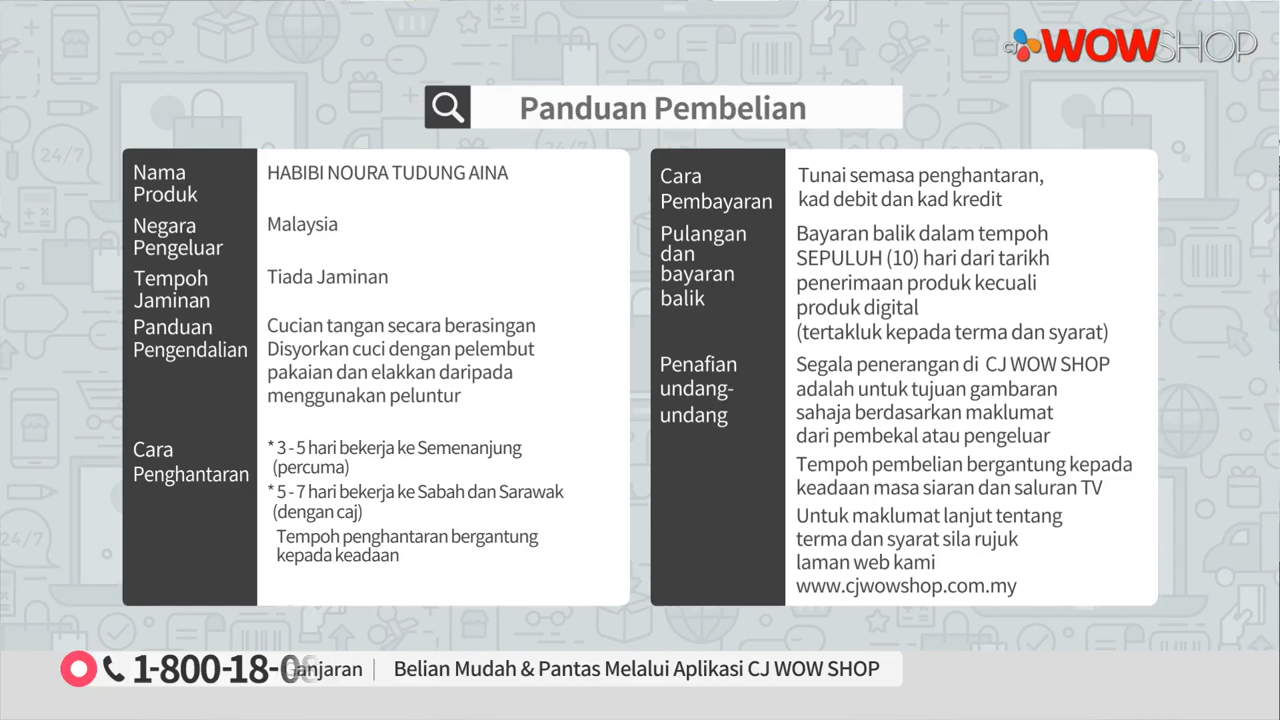 CJ WOWSHOP
Panduan Pembelian
Nama
Produk
HABIBI NOURA TUDUNG AINA
Negara
Pengeluar
Malaysia
Tempoh
Jaminan
Tiada Jaminan
Panduan
Pengendalian
Cucian tangan secara berasingan
Disyorkan cuci dengan pelembut
pakaian dan elakkan daripada
menggunakan peluntur
Cara
Penghantaran
* 3 - 5 hari bekerja ke Semenanjung
(percuma)
* 5 - 7 hari bekerja ke Sabah dan Sarawak
(dengan caj)
Tempoh penghantaran bergantung
kepada keadaan
Cara
Pembayaran
Tunai semasa penghantaran,
kad debit dan kad kredit
Pulangan
dan
bayaran
balik
Bayaran balik dalam tempoh
SEPULUH (10) hari dari tarikh
penerimaan produk kecuali
produk digital
(tertakluk kepada terma dan syarat)
Penafian
undang-
undang
Segala penerangan di CJ WOW SHOP
adalah untuk tujuan gambaran
sahaja berdasarkan maklumat
dari pembekal atau pengeluar
Tempoh pembelian bergantung kepada
keadaan masa siaran dan saluran TV
Untuk maklumat lanjut tentang
terma dan syarat sila rujuk
laman web kami
www.cjwowshop.com.my
1-800-18-0
Ganjaran | Belian Mudah & Pantas Melalui Aplikasi CJ WOW SHOP
24/7
24/7